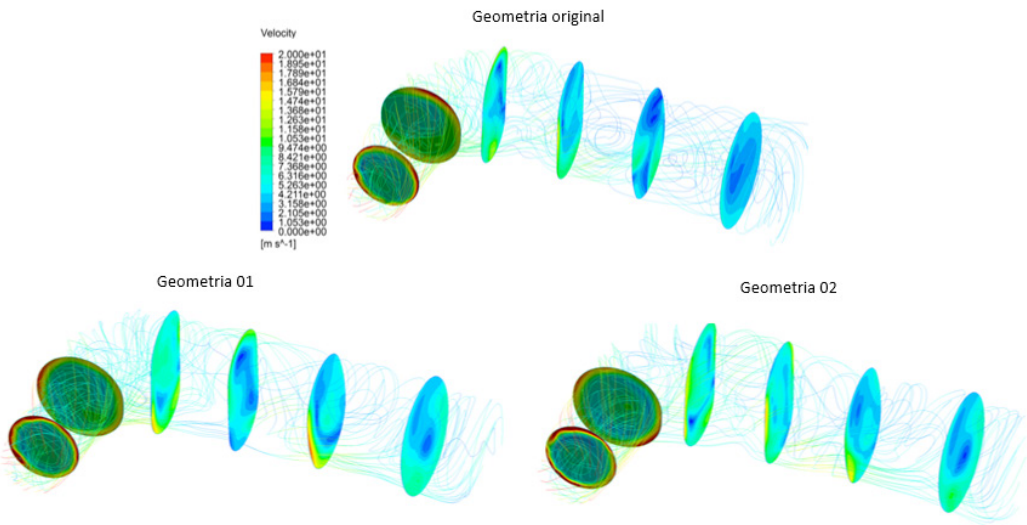 Geometria original
Velocity
2.000e+01
1.895e+01
1.789e+01
1.684e+01
1.579e+01
1.474e+01
1.368e+01
1.263e+01
1.158e+01
1.053e+01
9.474e+00
8.421e+00
7.368e+00
6.316e+00
5.263e+00
4.211e+00
3.158e+00
2.105e+00
1.053e+00
0.000e+00
[m s^-1]
Geometria 01
Geometria 02